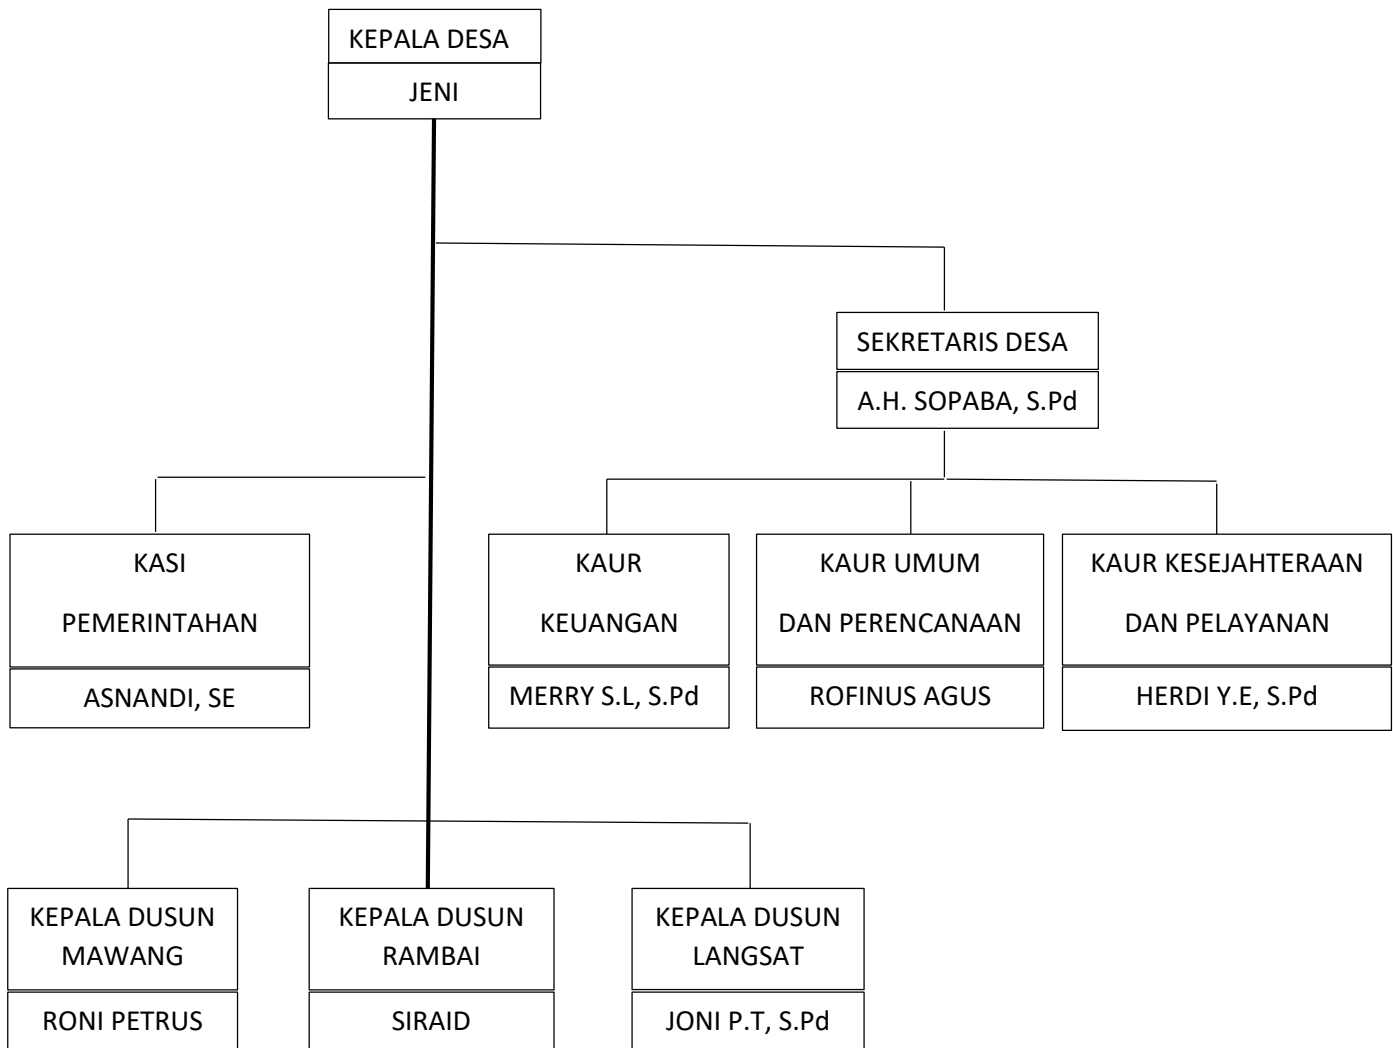 KEPALA DESA
JENI
SEKRETARIS DESA
A.H. SOPABA, S.Pd
KASI
PEMERINTAHAN
ASNANDI, SE
KAUR
KEUANGAN
MERRY S.L, S.Pd
KAUR UMUM
DAN PERENCANAAN
ROFINUS AGUS
KAUR KESEJAHTERAAN
DAN PELAYANAN
HERDI Y.E, S.Pd
KEPALA DUSUN
MAWANG
RONI PETRUS
KEPALA DUSUN
RAMBAI
SIRAID
KEPALA DUSUN
LANGSAT
JONI P.T, S.Pd